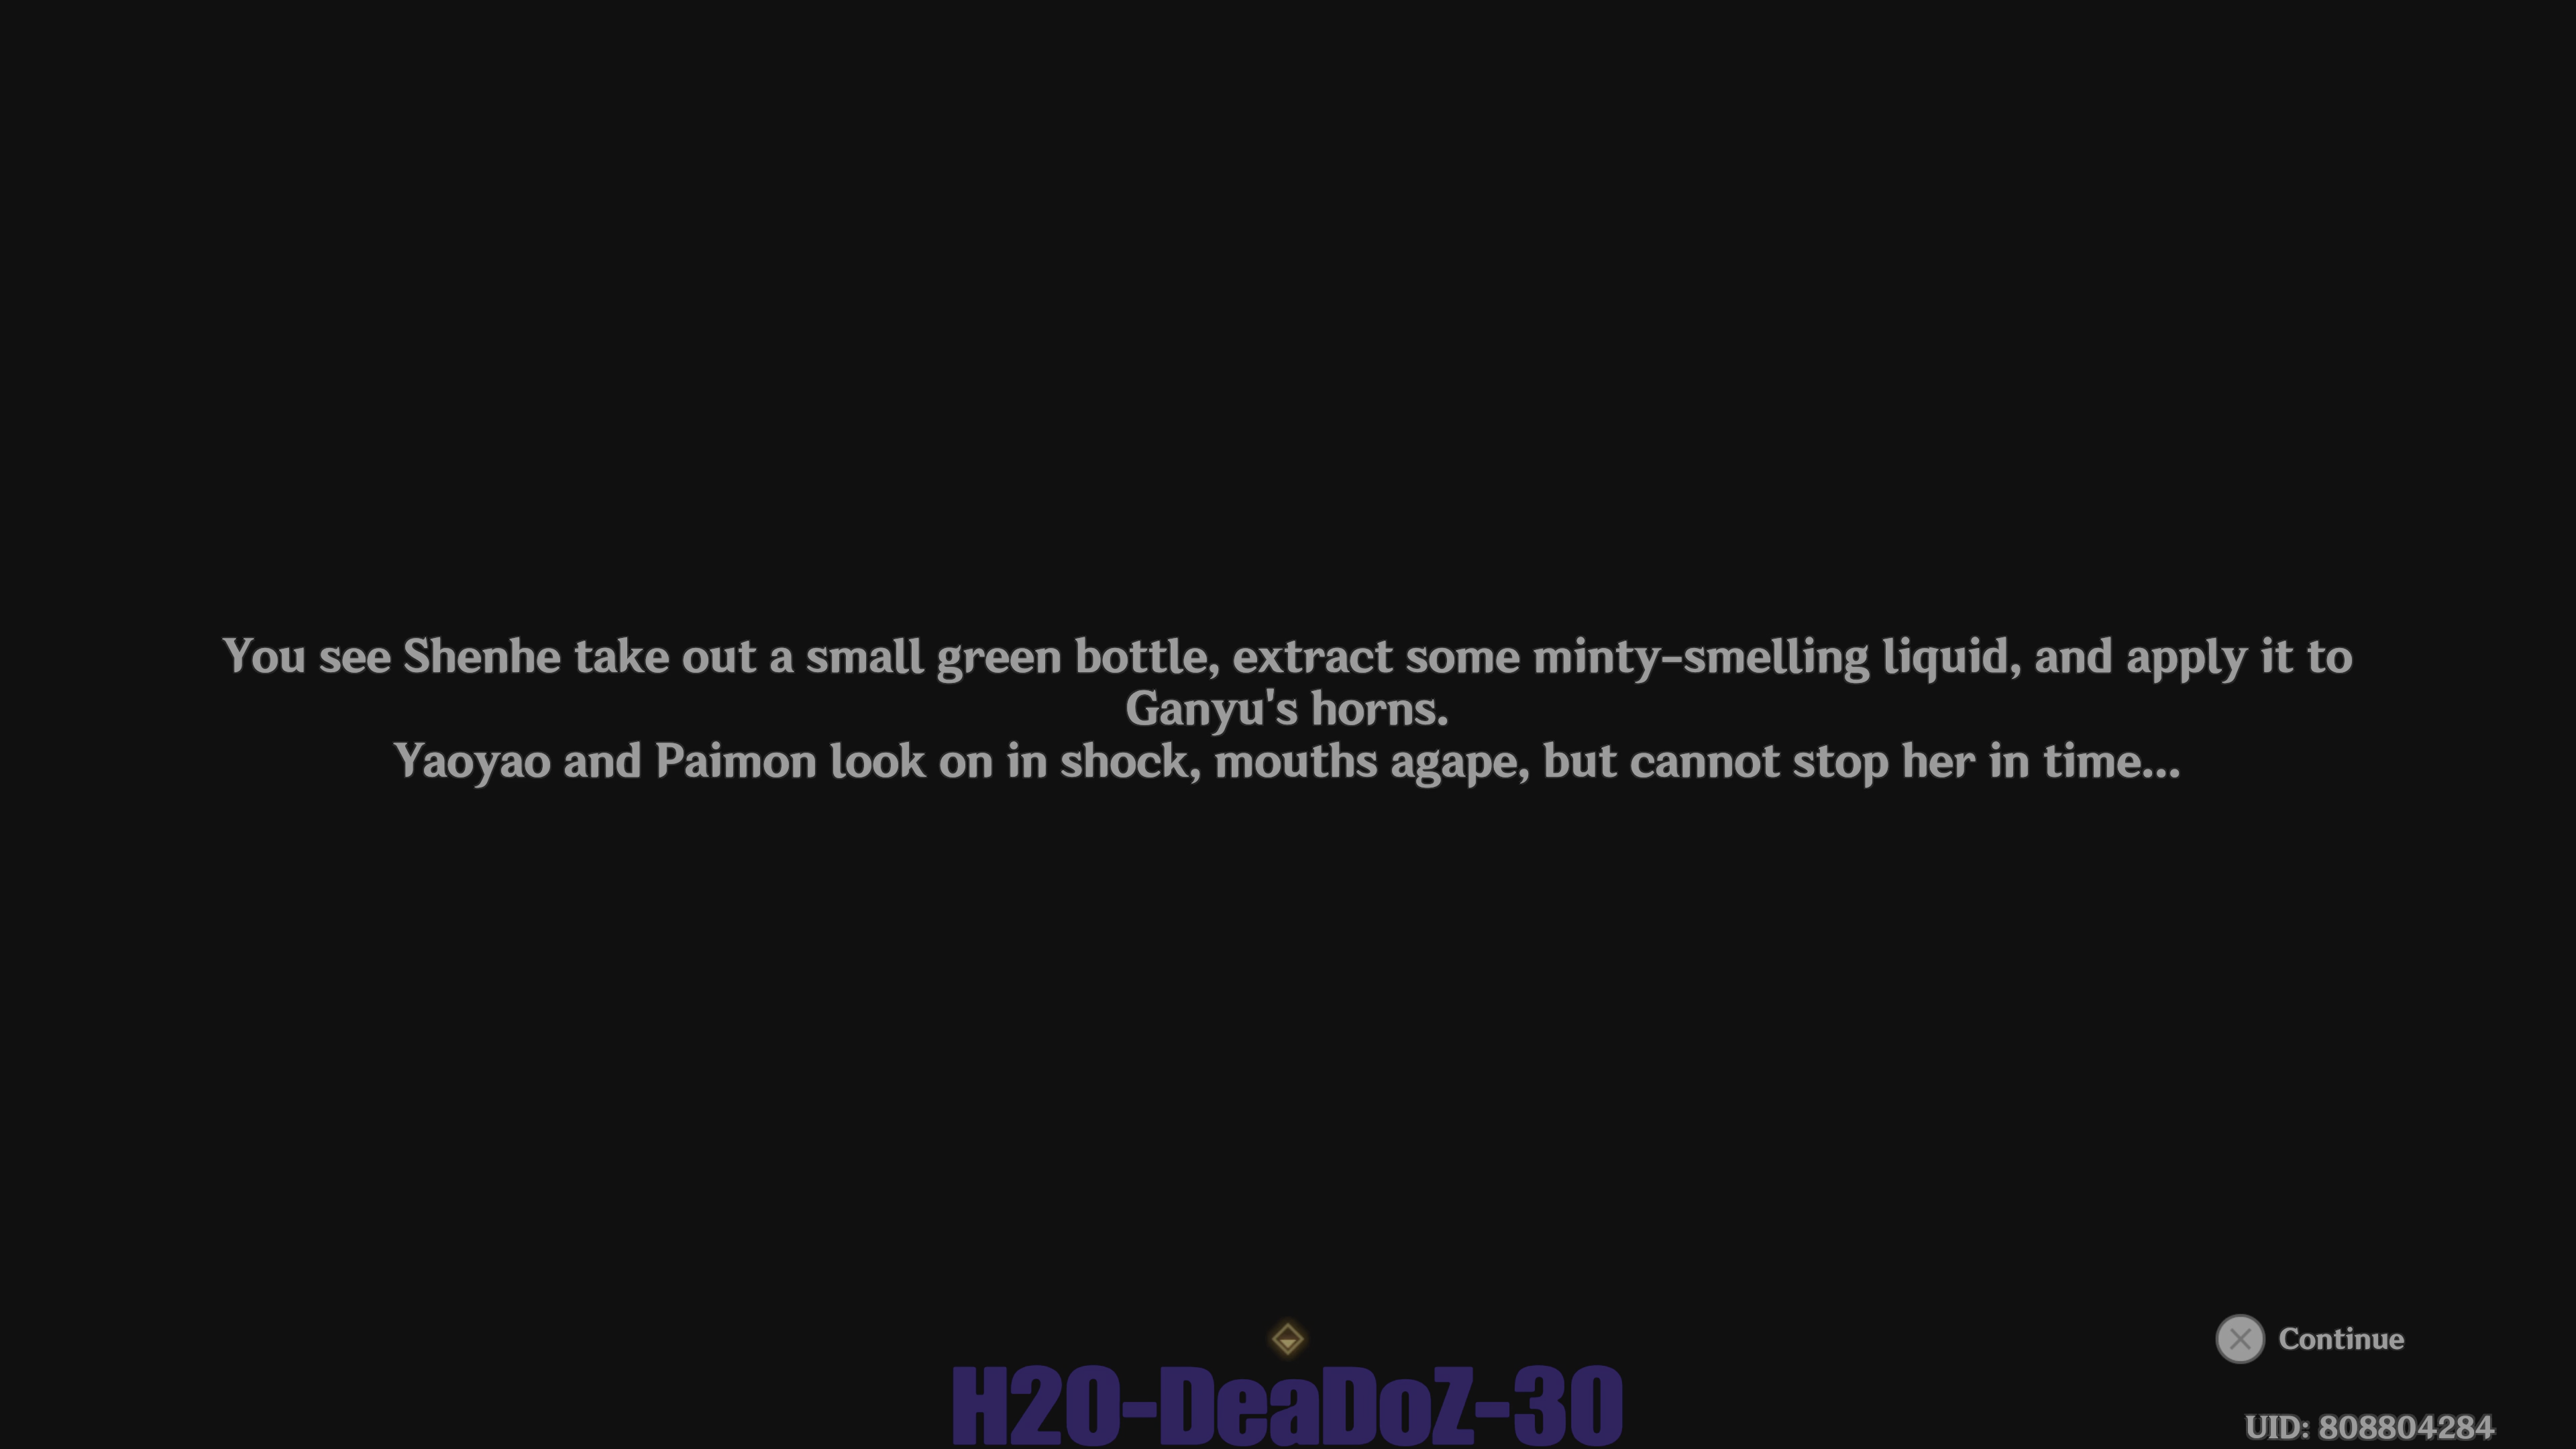 You see Shenhe take out a small green bottle, extract some minty-smelling liquid, and apply it to
Ganyu's horns.
Yaoyao and Paimon look on in shock, mouths agape, but cannot stop her in time...
Continue
H2O-DeaDoZ-30
UID: 808804284